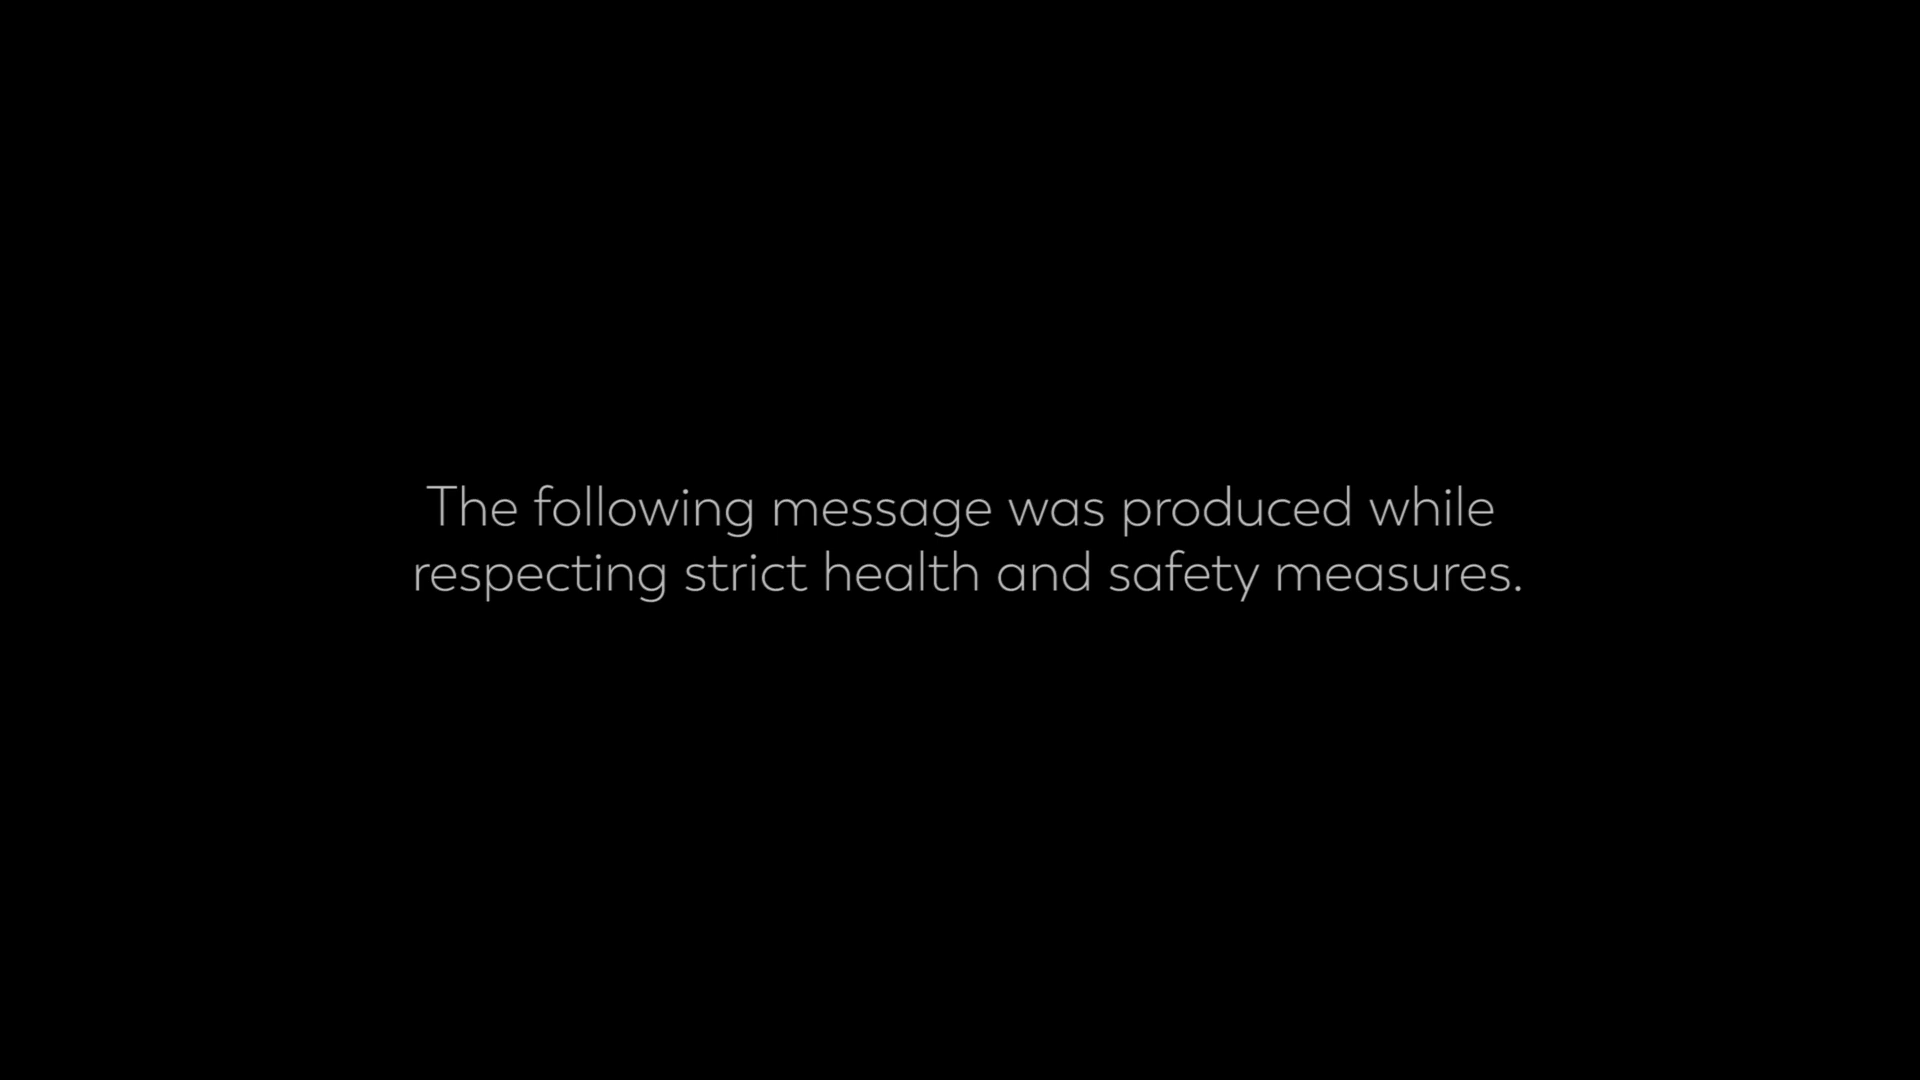 The following message was produced while
respecting strict health and safety measures.